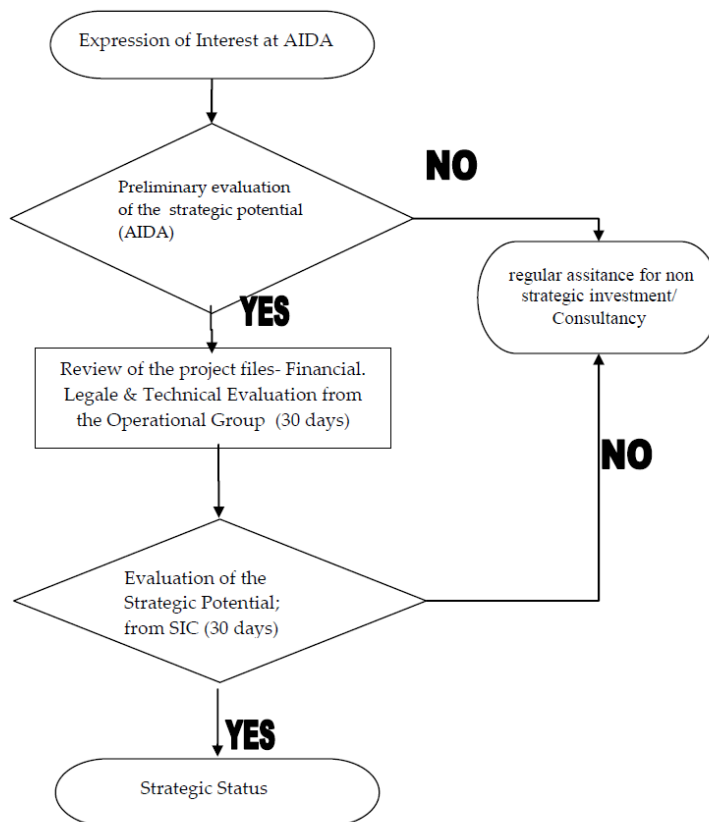 Expression of Interest at AIDA
NO
Preliminary evaluation
of the strategic potential
(AIDA)
regular assitance for non
strategic investment/
Consultancy
YES
Review of the project files- Financial.
Legale & Technical Evaluation from
the Operational Group (30 days)
NO
Evaluation of the
Strategic Potential;
from SIC (30 days)
YES
Strategic Status